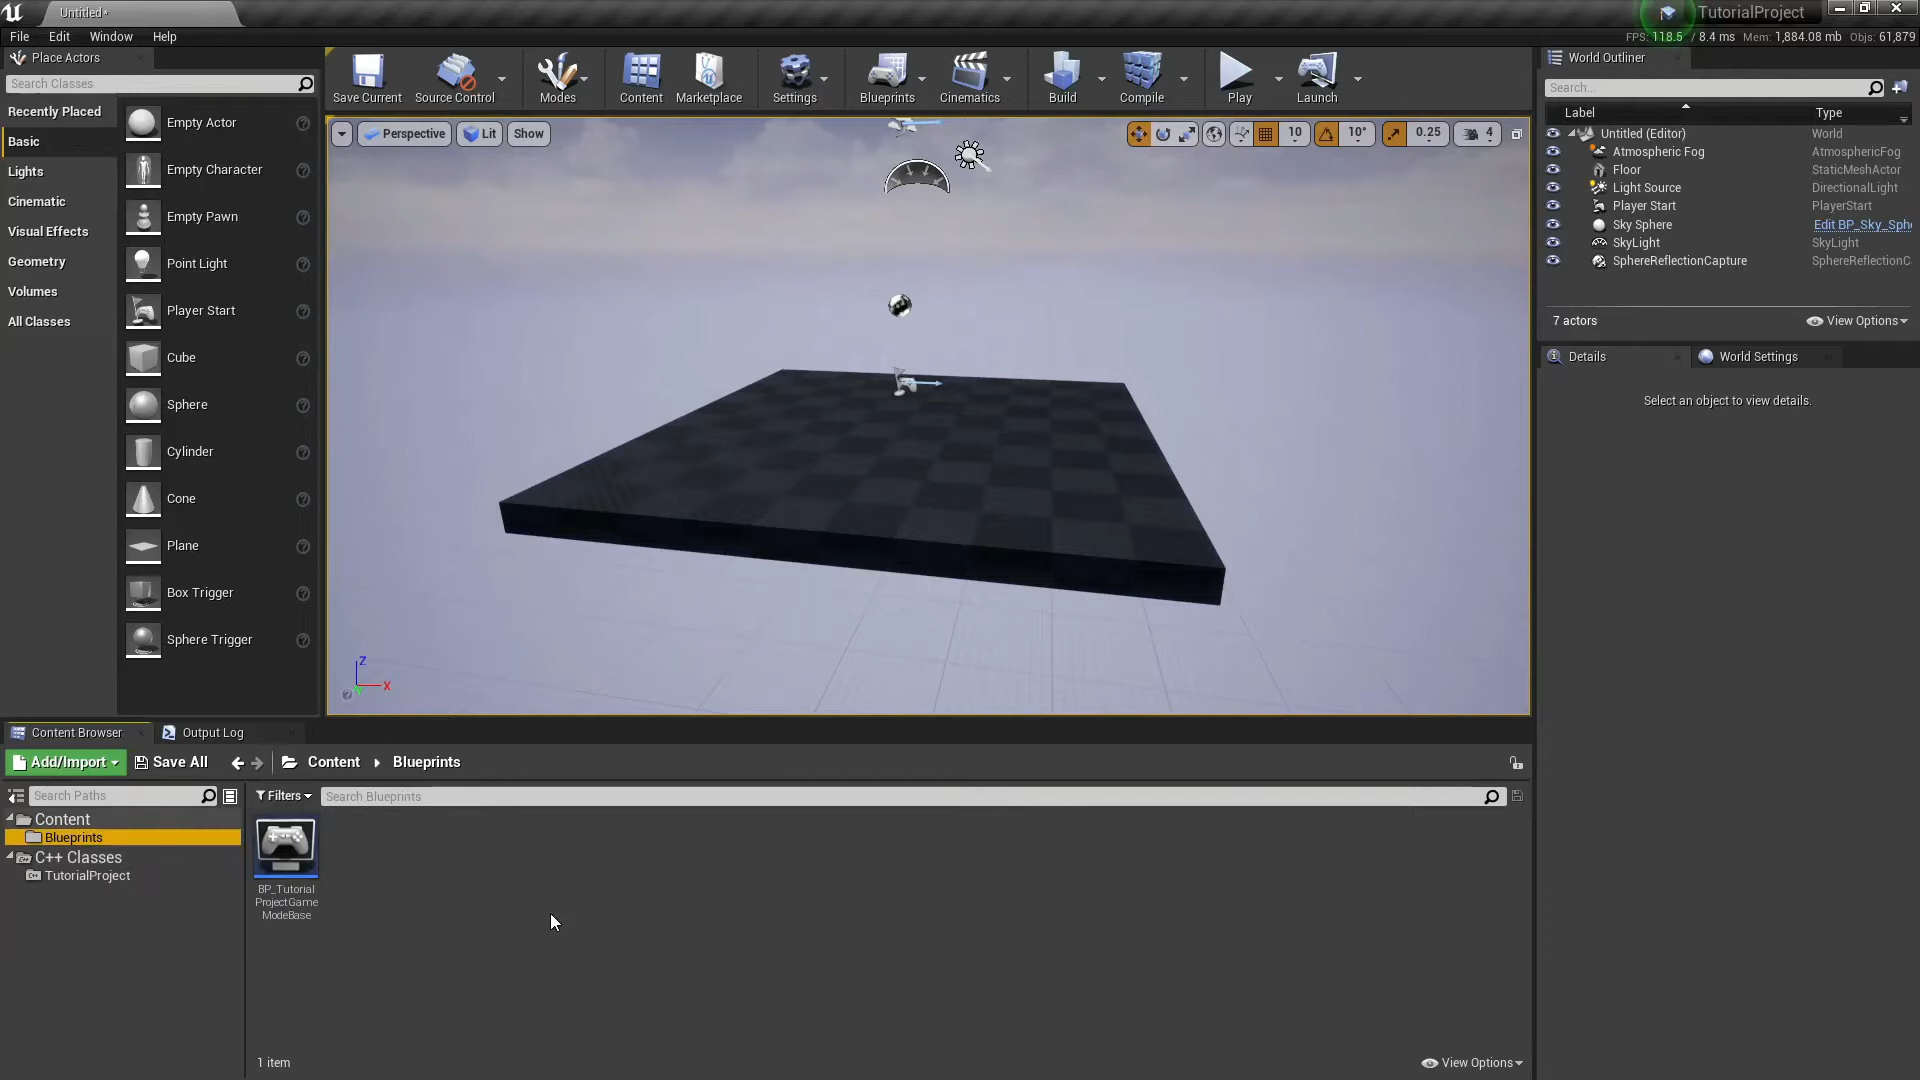 Untitled*
TutorialProject
File Edit Window Help
FPS: 118.5 / 8.4 ms Mem: 1,884.08 mb Objs: 61,879
Place Actors
Search Classes
Recently Placed
Basic
Lights
Cinematic
Visual Effects
Geometry
Volumes
All Classes
Empty Actor
Empty Character
Empty Pawn
Point Light
Player Start
Cube
Sphere
Cylinder
Cone
Plane
Box Trigger
Sphere Trigger
Save Current
Source Control
Modes
Content
Marketplace
Settings
Blueprints
Cinematics
Build
Compile
Play
Launch
Perspective Lit Show
10 10° 0.25 4
Z
X
Y
World Outliner
Search...
Label Type
Untitled (Editor) World
Atmospheric Fog AtmosphericFog
Floor StaticMeshActor
Light Source DirectionalLight
Player Start PlayerStart
Sky Sphere Edit BP_Sky_Sph
SkyLight SkyLight
SphereReflectionCapture SphereReflectionC
7 actors View Options
Details World Settings
Select an object to view details.
Content Browser Output Log
Add/Import Save All Content Blueprints
Search Paths
Content
Blueprints
C++ Classes
TutorialProject
Filters Search Blueprints
BP_Tutorial
ProjectGame
ModeBase
1 item View Options